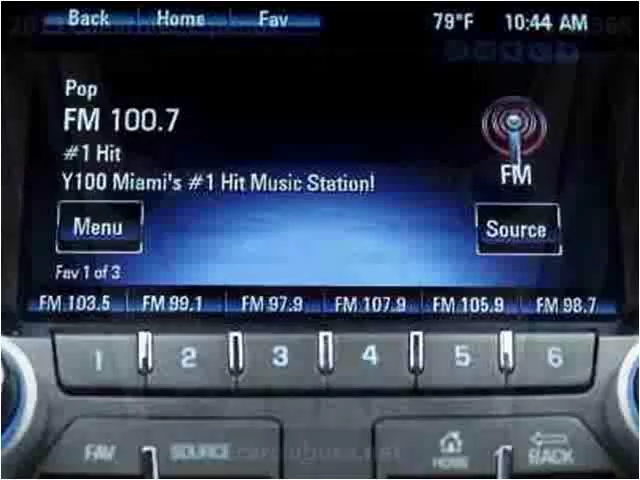 Back Home Fav 79°F 10:44 AM
Pop
FM 100.7
#1 Hit
Y100 Miami's #1 Hit Music Station!
FM
Menu
Source
Fav 1 of 3
FM 103.5 FM 99.1 FM 97.9 FM 107.9 FM 105.9 FM 98.7
1 2 3 4 5 6
FAV SOURCE HOME BACK